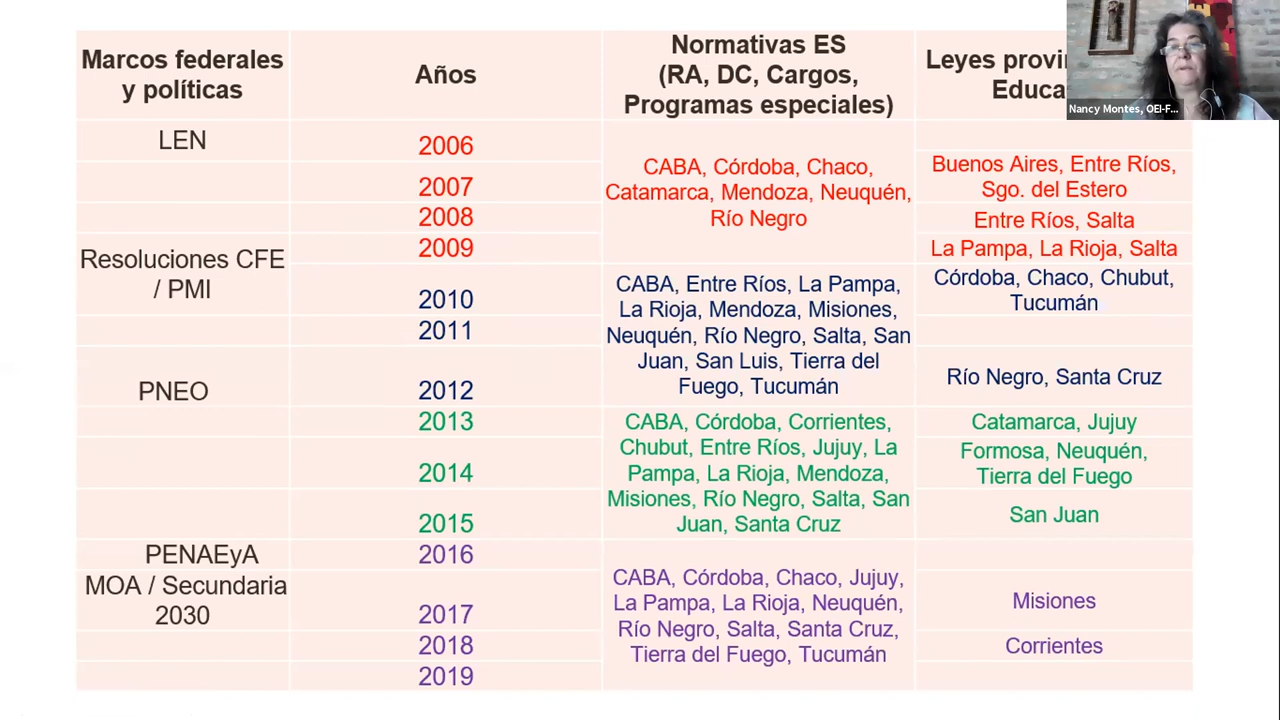 Marcos federales
y políticas
Años
Normativas ES
(RA, DC, Cargos,
Programas especiales)
Leyes
Nancy Montes, OEI-F...
LEN
2006
2007
2008
2009
CABA, Córdoba, Chaco,
Catamarca, Mendoza, Neuquén,
Río Negro
Buenos Aires, Entre Ríos,
Sgo. del Estero
Entre Ríos, Salta
La Pampa, La Rioja, Salta
Resoluciones CFE
/ PMI
2010
2011
CABA, Entre Ríos, La Pampa,
La Rioja, Mendoza, Misiones,
Neuquén, Río Negro, Salta, San
Juan, San Luis, Tierra del
Fuego, Tucumán
Córdoba, Chaco, Chubut,
Tucumán
PNEO
2012
Río Negro, Santa Cruz
2013
2014
2015
CABA, Córdoba, Corrientes,
Chubut, Entre Ríos, Jujuy, La
Pampa, La Rioja, Mendoza,
Misiones, Río Negro, Salta, San
Juan, Santa Cruz
Catamarca, Jujuy
Formosa, Neuquén,
Tierra del Fuego
San Juan
PENAEyA
MOA / Secundaria
2030
2016
2017
2018
2019
CABA, Córdoba, Chaco, Jujuy,
La Pampa, La Rioja, Neuquén,
Río Negro, Salta, Santa Cruz,
Tierra del Fuego, Tucumán
Misiones
Corrientes